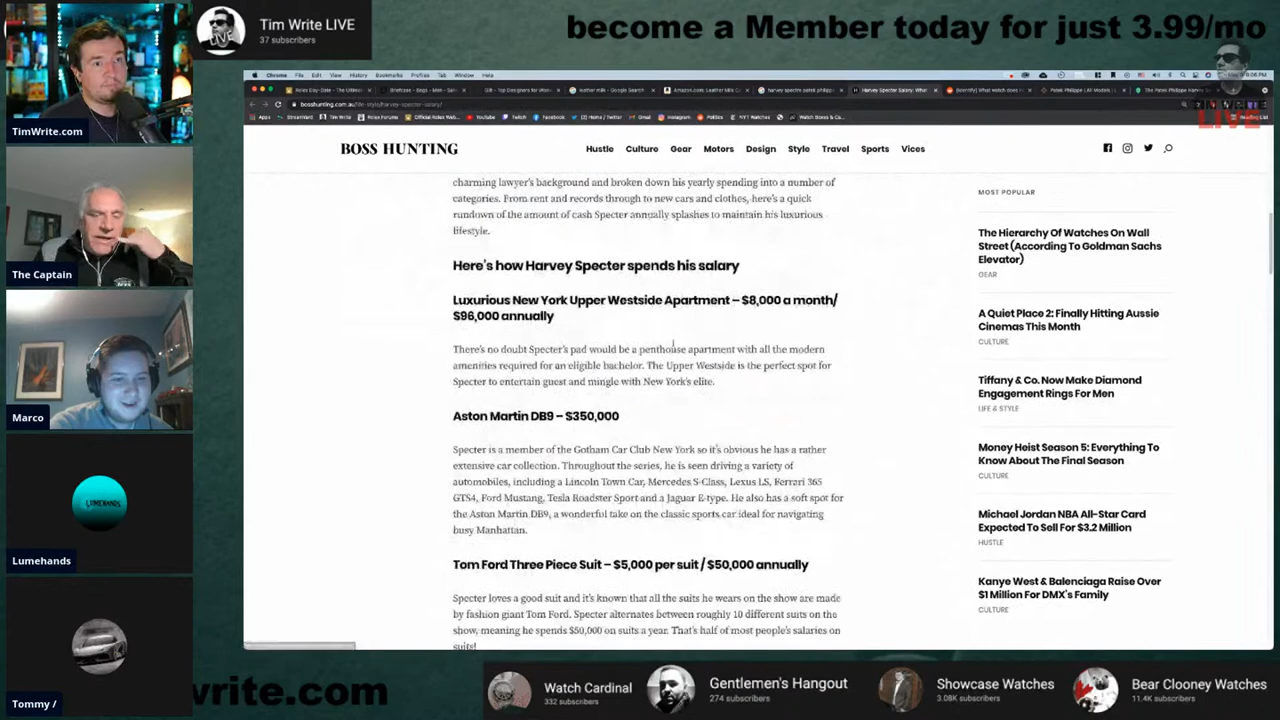 Tim Write LIVE
37 subscribers
become a Member today for just 3.99/mo
TimWrite.com
The Captain
Marco
LUMEHANDS
Lumehands
Tommy /
Chrome File Edit View History Bookmarks Profiles Tab Window Help
LIVE
BOSS HUNTING
Hustle Culture Gear Motors Design Style Travel Sports Vices
charming lawyer's background and broken down his yearly spending into a number of
categories. From rent and records through to new cars and clothes, here's a quick
rundown of the amount of cash Specter annually splashes to maintain his luxurious
lifestyle.
Here's how Harvey Specter spends his salary
Luxurious New York Upper Westside Apartment – $8,000 a month/
$96,000 annually
There's no doubt Specter's pad would be a penthouse apartment with all the modern
amenities required for an eligible bachelor. The Upper Westside is the perfect spot for
Specter to entertain guest and mingle with New York's elite.
Aston Martin DB9 – $350,000
Specter is a member of the Gotham Car Club New York so it's obvious he has a rather
extensive car collection. Throughout the series, he is seen driving a variety of
automobiles, including a Lincoln Town Car, Mercedes S-Class, Lexus LS, Ferrari 365
GTS4, Ford Mustang, Tesla Roadster Sport and a Jaguar E-type. He also has a soft spot for
the Aston Martin DB9, a wonderful take on the classic sports car ideal for navigating
busy Manhattan.
Tom Ford Three Piece Suit – $5,000 per suit / $50,000 annually
Specter loves a good suit and it's known that all the suits he wears on the show are made
by fashion giant Tom Ford. Specter alternates between roughly 10 different suits on the
show, meaning he spends $50,000 on suits a year. That's half of most people's salaries on
suits!
MOST POPULAR
The Hierarchy Of Watches On Wall
Street (According To Goldman Sachs
Elevator)
GEAR
A Quiet Place 2: Finally Hitting Aussie
Cinemas This Month
CULTURE
Tiffany & Co. Now Make Diamond
Engagement Rings For Men
LIFE & STYLE
Money Heist Season 5: Everything To
Know About The Final Season
CULTURE
Michael Jordan NBA All-Star Card
Expected To Sell For $3.2 Million
HUSTLE
Kanye West & Balenciaga Raise Over
$1 Million For DMX's Family
CULTURE
write.com
Watch Cardinal
332 subscribers
Gentlemen's Hangout
274 subscribers
Showcase Watches
3.08K subscribers
Bear Clooney Watches
11.4K subscribers